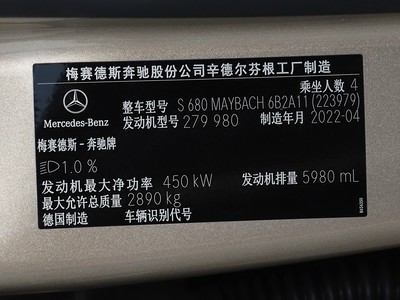 梅赛德斯奔驰股份公司辛德尔芬根工厂制造
乘坐人数 4
Mercedes-Benz
整车型号 S 680 MAYBACH 6B2A11 (223979)
发动机型号 279 980 制造年月 2022-04
梅赛德斯-奔驰牌
1.0 %
发动机最大净功率 450 kW 发动机排量 5980 mL
最大允许总质量 2890 kg
德国制造 车辆识别代号